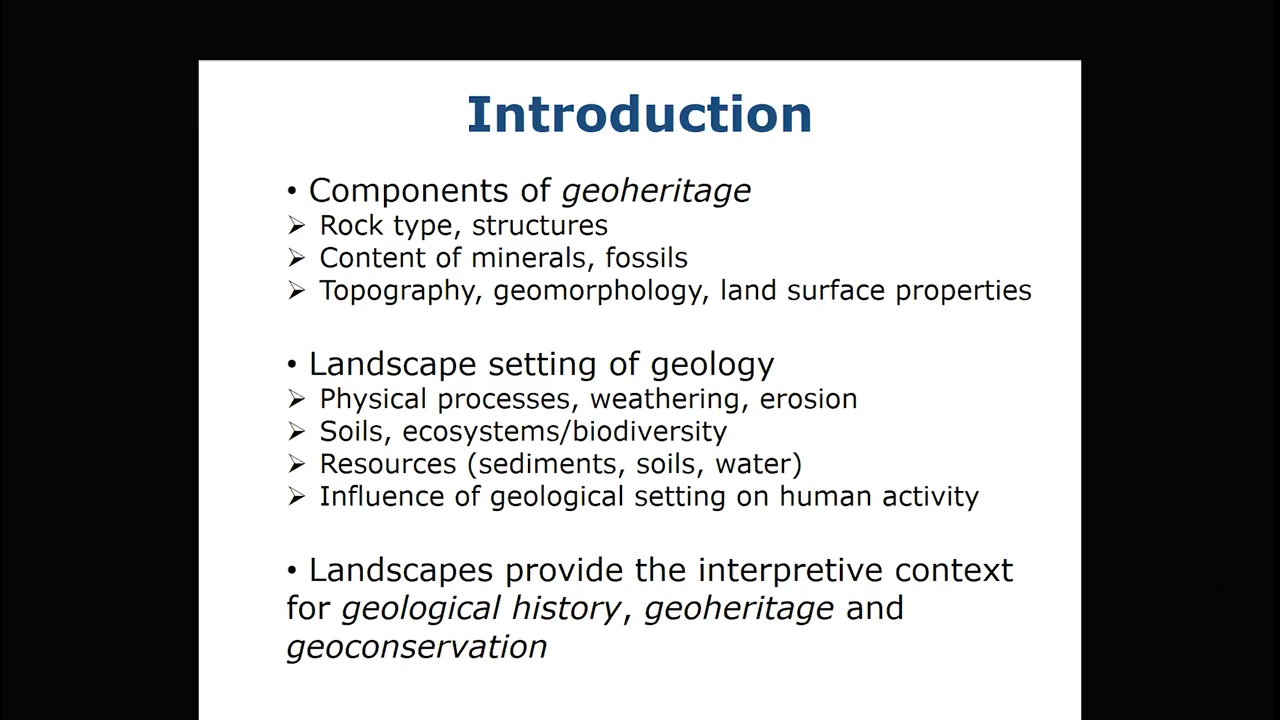 Introduction
• Components of geoheritage
➢ Rock type, structures
➢ Content of minerals, fossils
➢ Topography, geomorphology, land surface properties
• Landscape setting of geology
➢ Physical processes, weathering, erosion
➢ Soils, ecosystems/biodiversity
➢ Resources (sediments, soils, water)
➢ Influence of geological setting on human activity
• Landscapes provide the interpretive context
for geological history, geoheritage and
geoconservation